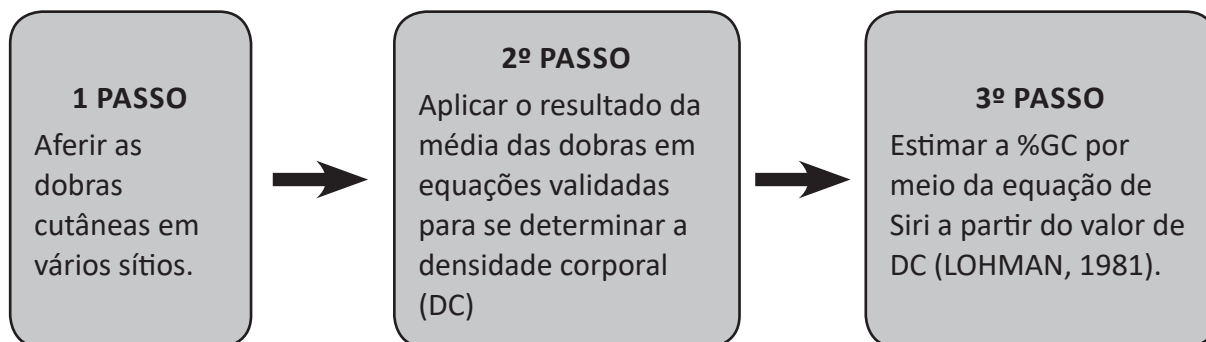 1 PASSO
Aferir as
dobras
cutâneas em
vários sítios.
2º PASSO
Aplicar o resultado da
média das dobras em
equações validadas
para se determinar a
densidade corporal
(DC)
3º PASSO
Estimar a %GC por
meio da equação de
Siri a partir do valor de
DC (LOHMAN, 1981).